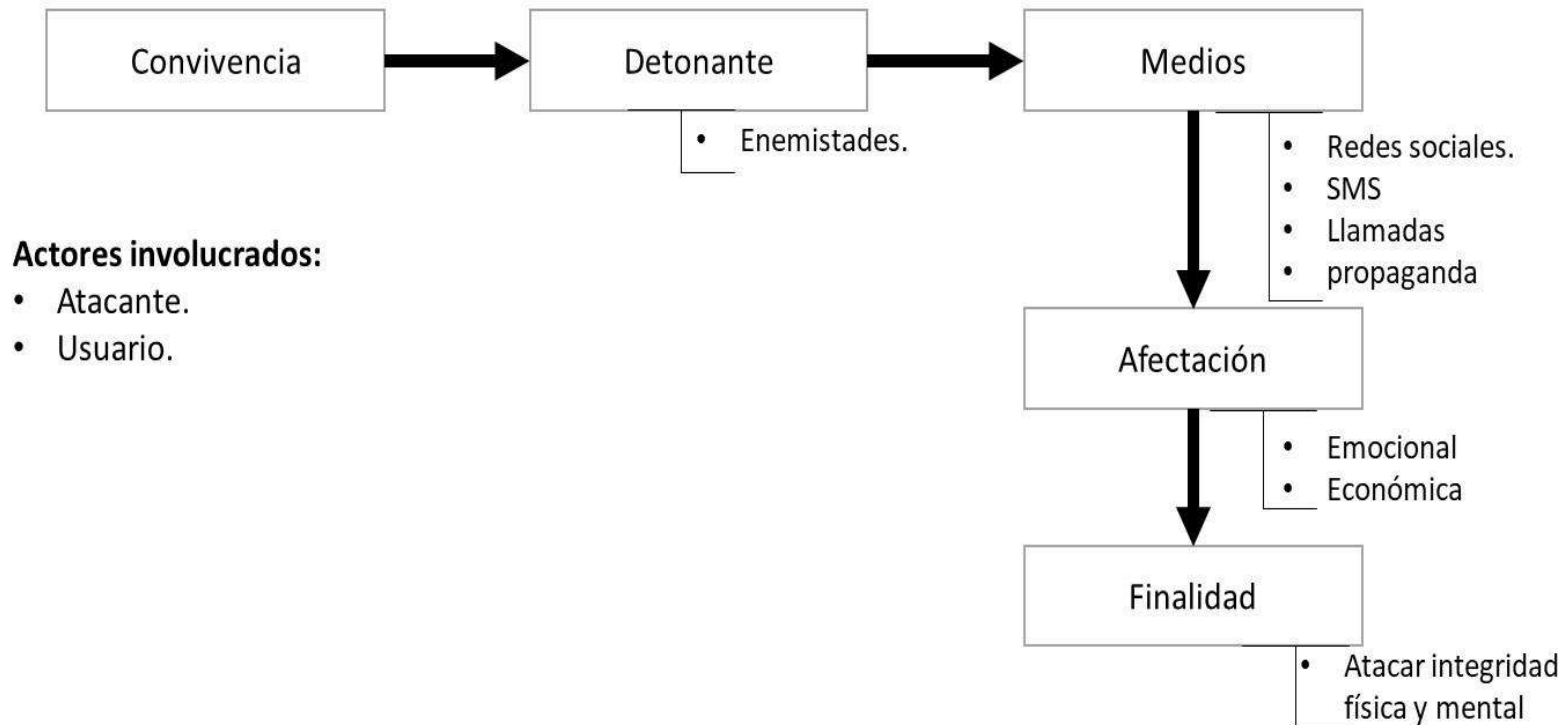 Convivencia
Detonante
Medios
• Enemistades.
• Redes sociales.
• SMS
• Llamadas
• propaganda
Actores involucrados:
• Atacante.
• Usuario.
Afectación
• Emocional
• Económica
Finalidad
• Atacar integridad
física y mental